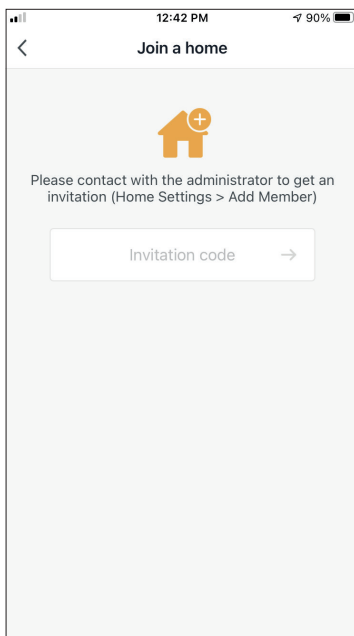 12:42 PM
90%
Join a home
Please contact with the administrator to get an
invitation (Home Settings > Add Member)
Invitation code